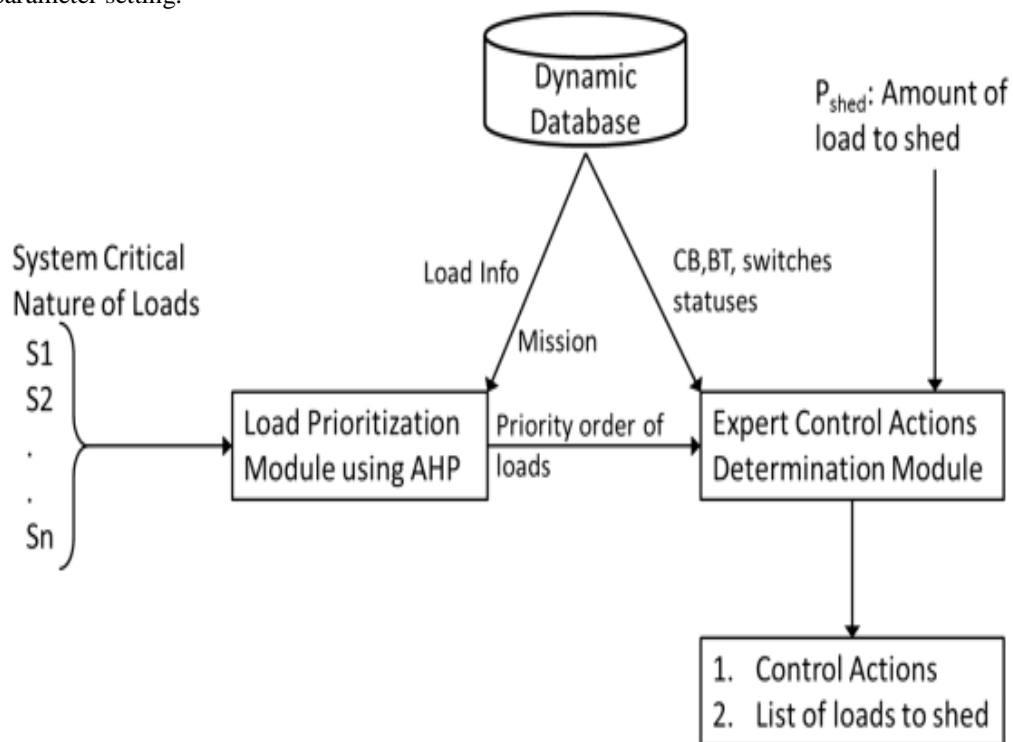 parameter setting.
Dynamic
Database
P_shed: Amount of
load to shed
System Critical
Nature of Loads
S1
S2
.
.
Sn
Load Info
Mission
CB,BT, switches
statuses
Load Prioritization
Module using AHP
Priority order of
loads
Expert Control Actions
Determination Module
1. Control Actions
2. List of loads to shed